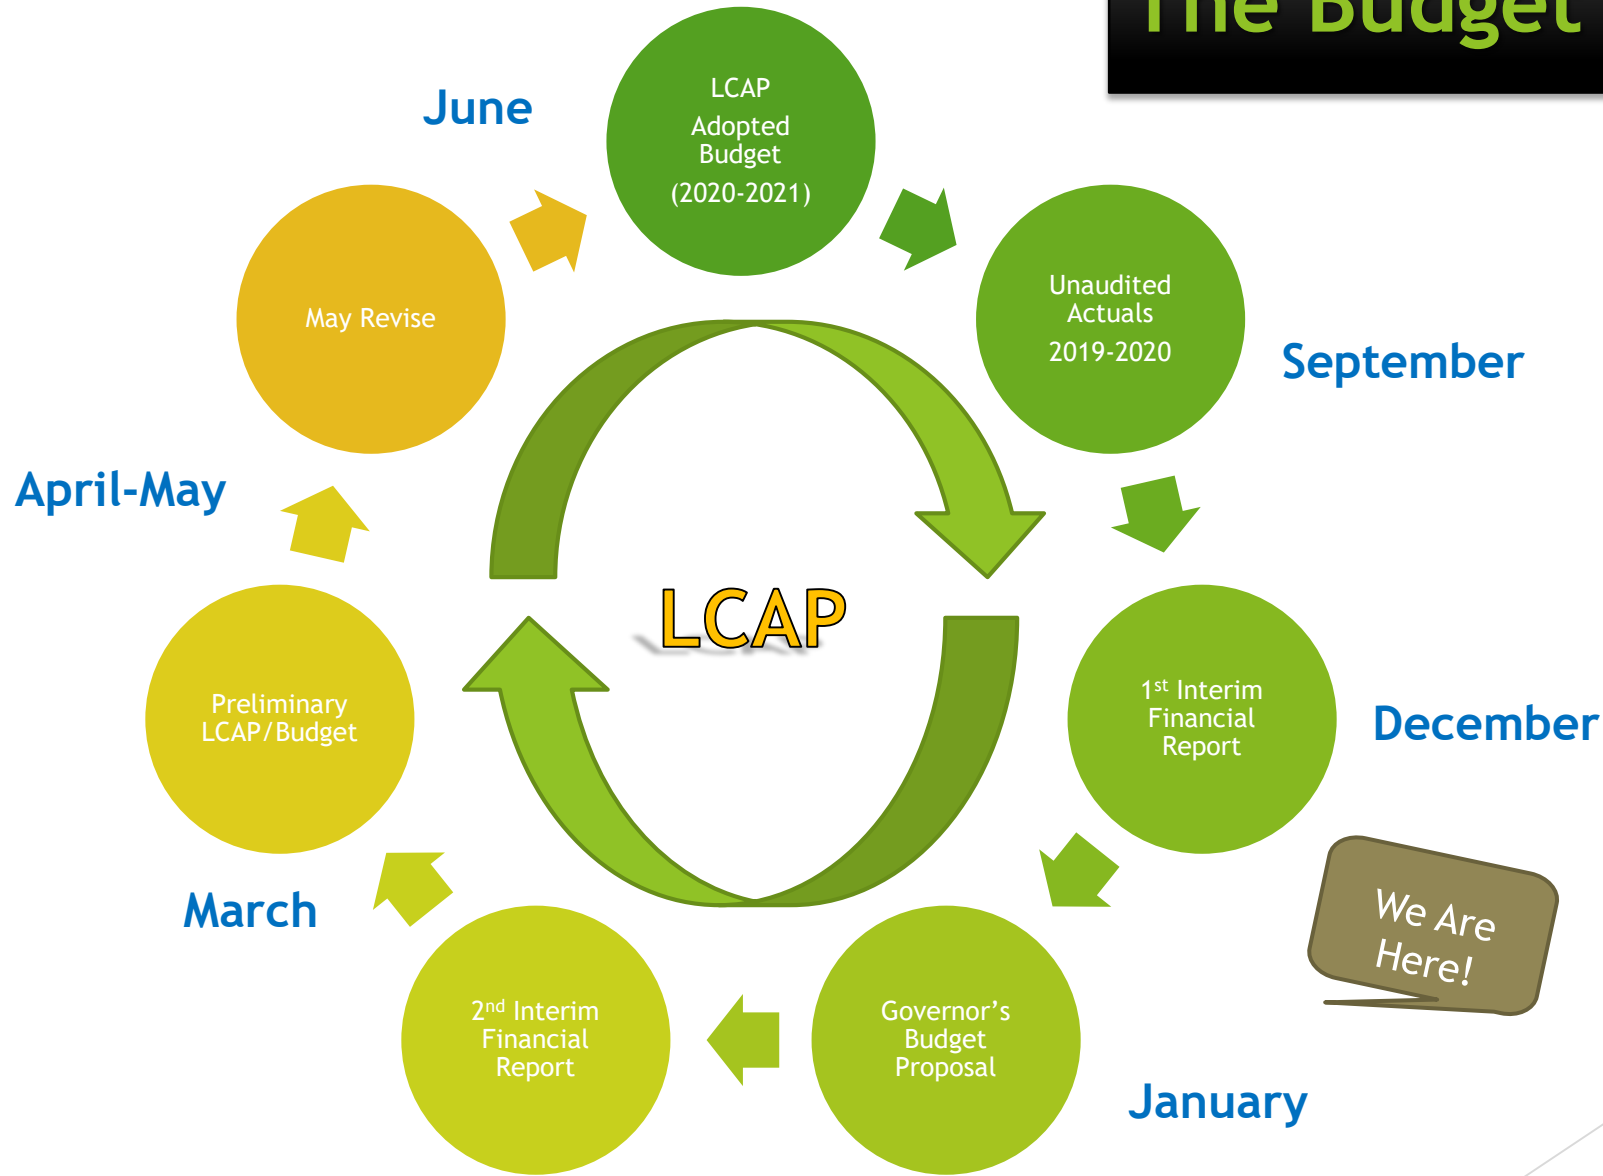 The Budget
June
LCAP
Adopted
Budget
(2020-2021)
Unaudited
Actuals
2019-2020
September
May Revise
April-May
LCAP
Preliminary
LCAP/Budget
1st Interim
Financial
Report
December
March
We Are
Here!
2nd Interim
Financial
Report
Governor’s
Budget
Proposal
January